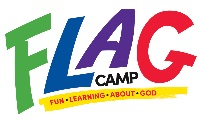 FLAG
CAMP
FUN • LEARNING • ABOUT • GOD